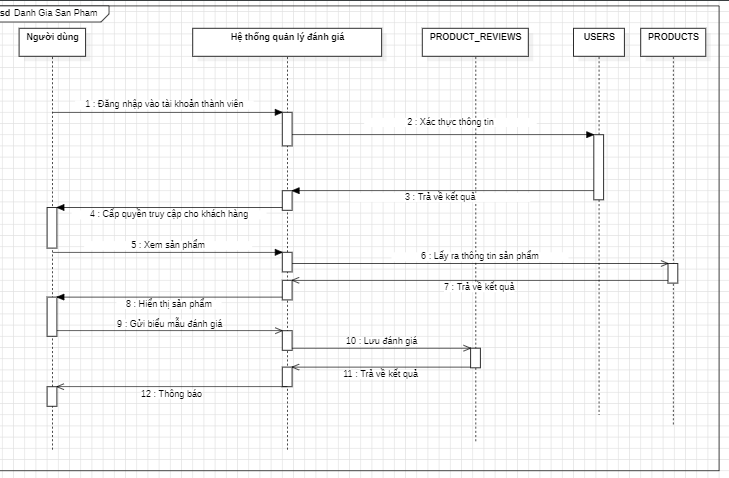 sd Danh Gia San Pham
Người dùng
Hệ thống quản lý đánh giá
PRODUCT_REVIEWS
USERS
PRODUCTS
1 : Đăng nhập vào tài khoản thành viên
2 : Xác thực thông tin
3 : Trả về kết quả
4 : Cấp quyền truy cập cho khách hàng
5 : Xem sản phẩm
6 : Lấy ra thông tin sản phẩm
7 : Trả về kết quả
8 : Hiển thị sản phẩm
9 : Gửi biểu mẫu đánh giá
10 : Lưu đánh giá
11 : Trả về kết quả
12 : Thông báo